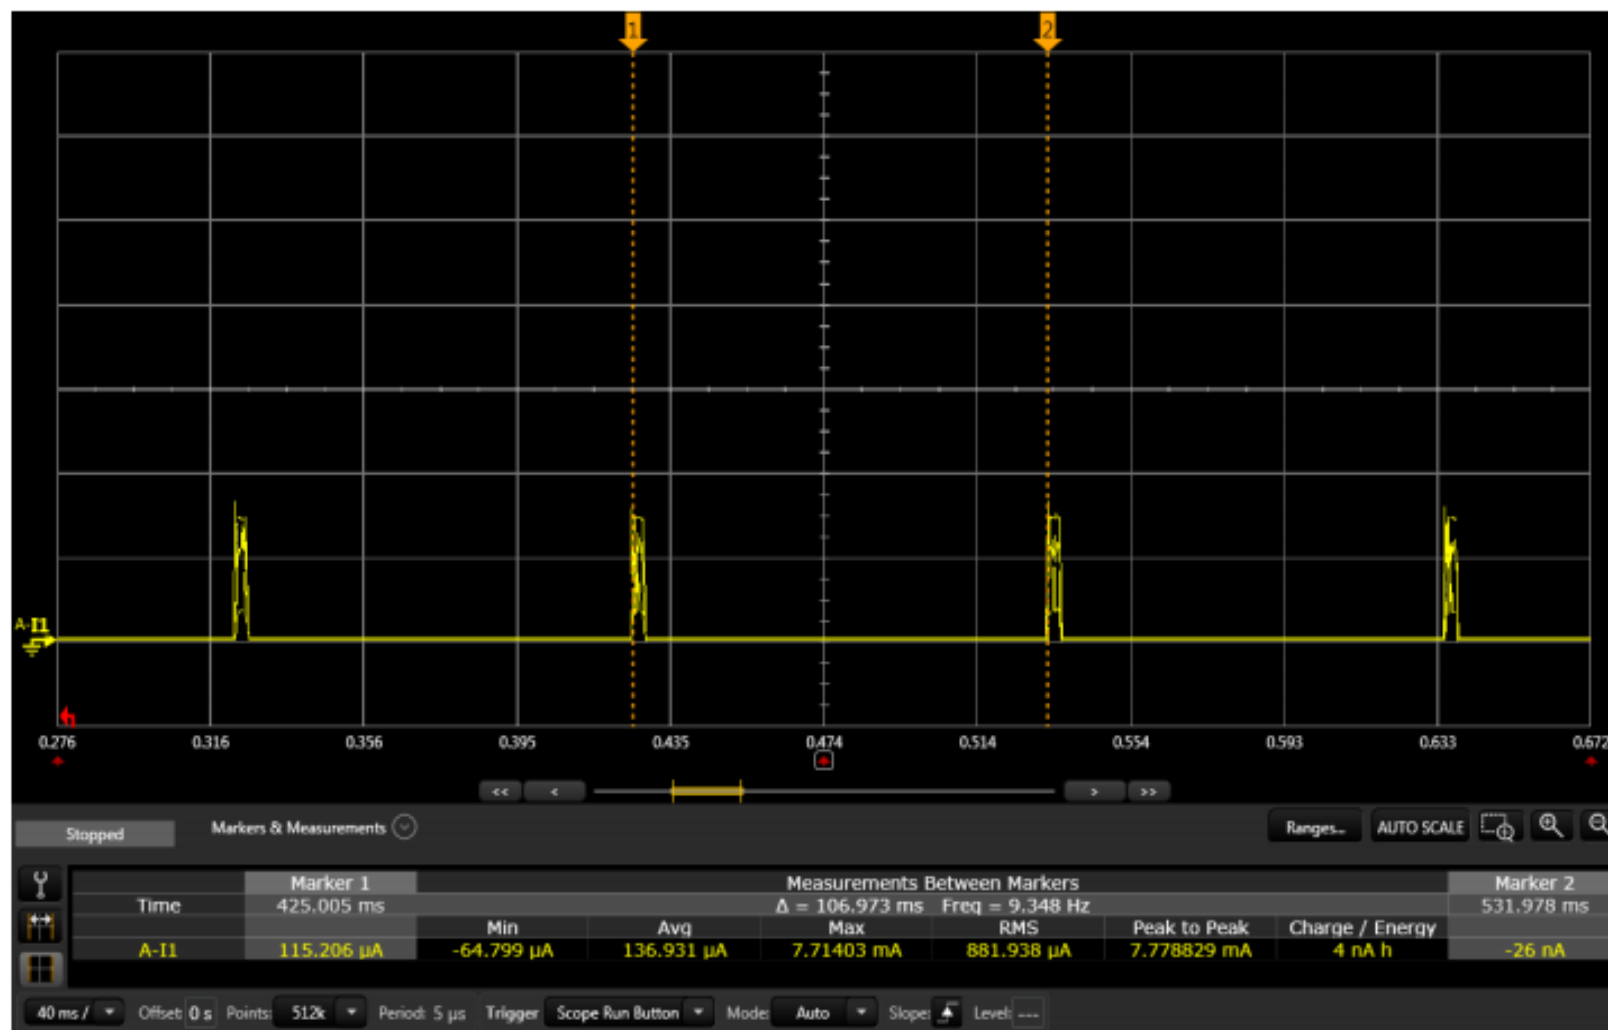 1 2
A-I1
0.276 0.316 0.356 0.395 0.435 0.474 0.514 0.554 0.593 0.633 0.672
<< < > >>
Stopped Markers & Measurements Ranges... AUTO SCALE
Marker 1 Measurements Between Markers Marker 2
Time 425.005 ms Δ = 106.973 ms Freq = 9.348 Hz 531.978 ms
Min Avg Max RMS Peak to Peak Charge / Energy
A-I1 115.206 µA -64.799 µA 136.931 µA 7.71403 mA 881.938 µA 7.778829 mA 4 nA h -26 nA
40 ms / Offset: 0 s Points: 512k Period: 5 µs Trigger Scope Run Button Mode: Auto Slope: Level: ---